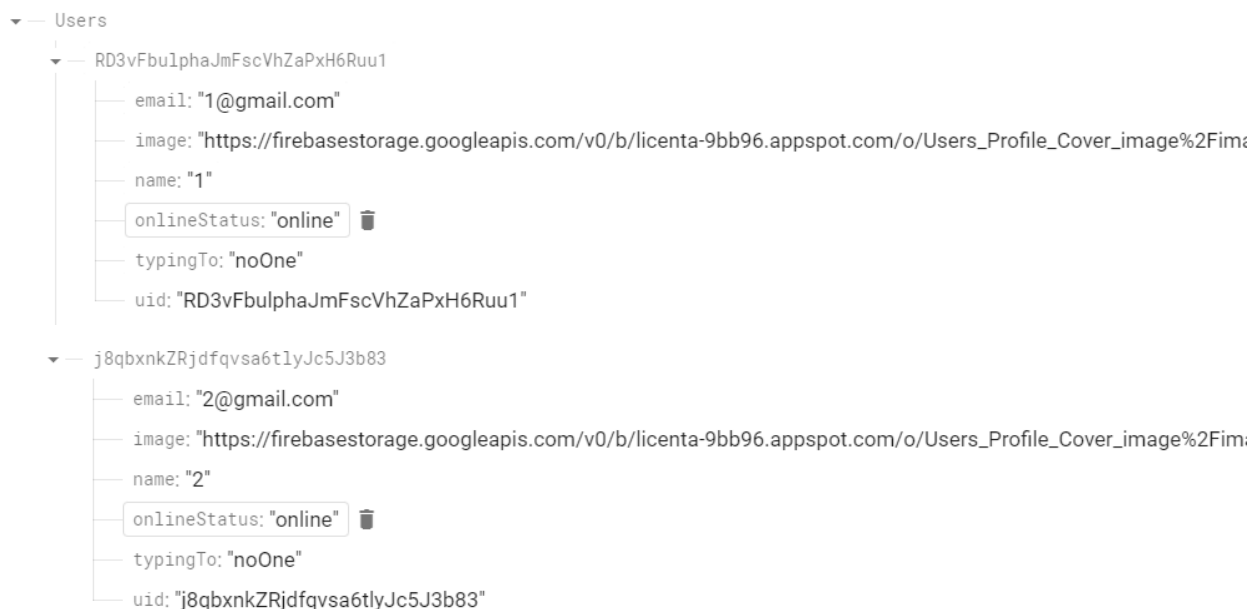 Users
RD3vFbulphaJmFscVhZaPxH6Ruu1
email: "1@gmail.com"
image: "https://firebasestorage.googleapis.com/v0/b/licenta-9bb96.appspot.com/o/Users_Profile_Cover_image%2Fima
name: "1"
onlineStatus: "online"
typingTo: "noOne"
uid: "RD3vFbulphaJmFscVhZaPxH6Ruu1"
j8qbxnkZRjdfqvsa6tlyJc5J3b83
email: "2@gmail.com"
image: "https://firebasestorage.googleapis.com/v0/b/licenta-9bb96.appspot.com/o/Users_Profile_Cover_image%2Fima
name: "2"
onlineStatus: "online"
typingTo: "noOne"
uid: "j8qbxnkZRjdfqvsa6tlyJc5J3b83"